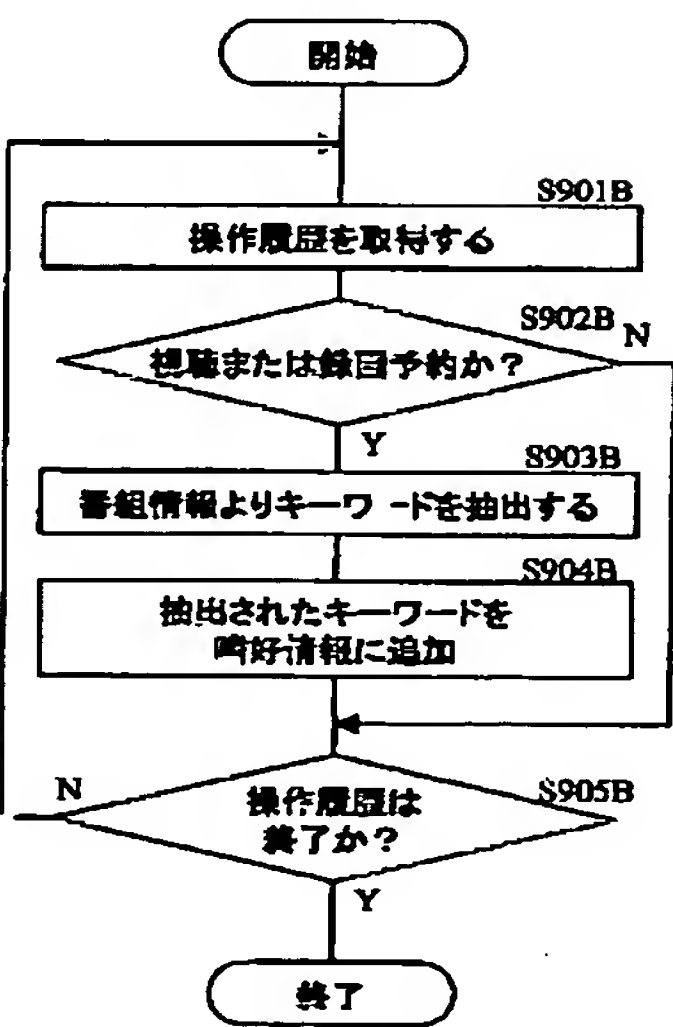 開始
S901B
操作履歴を取得する
S902B
N
視聴または録画予約か?
Y
S903B
番組情報よりキーワードを抽出する
S904B
抽出されたキーワードを
嗜好情報に追加
N
操作履歴は
終了か?
S905B
Y
終了